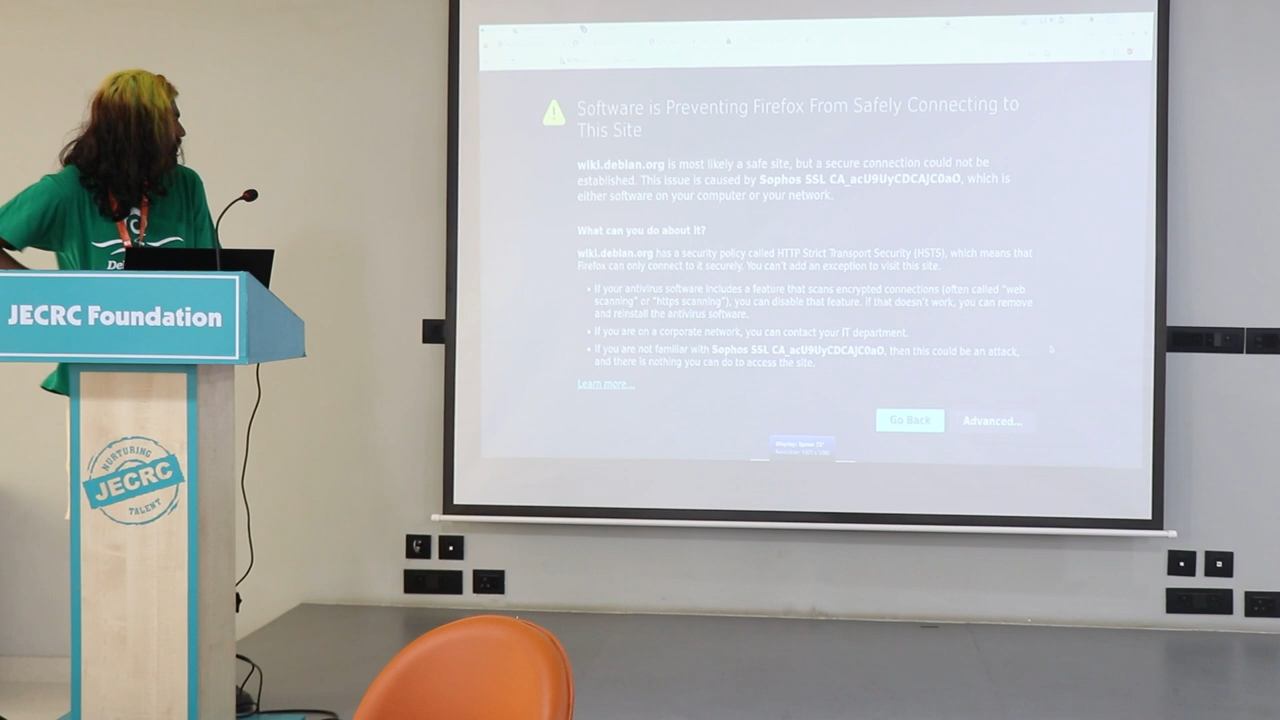 Software is Preventing Firefox From Safely Connecting to
This Site
wiki.debian.org is most likely a safe site, but a secure connection could not be
established. This issue is caused by Sophos SSL CA_acU9UyCDCAJC0aO, which is
either software on your computer or your network.
What can you do about it?
wiki.debian.org has a security policy called HTTP Strict Transport Security (HSTS), which means that
Firefox can only connect to it securely. You can't add an exception to visit this site.
• If your antivirus software includes a feature that scans encrypted connections (often called "web
scanning" or "https scanning"), you can disable that feature. If that doesn't work, you can remove
and reinstall the antivirus software.
• If you are on a corporate network, you can contact your IT department.
• If you are not familiar with Sophos SSL CA_acU9UyCDCAJC0aO, then this could be an attack,
and there is nothing you can do to access the site.
Learn more...
Go Back Advanced...
JECRC Foundation
NURTURING
JECRC
TALENT